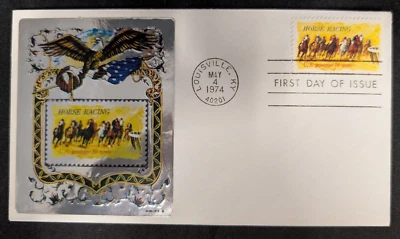 HORSE RACING
LOUISVILLE, KY
MAY
4
1974
40201
HORSE RACING
FIRST DAY OF ISSUE